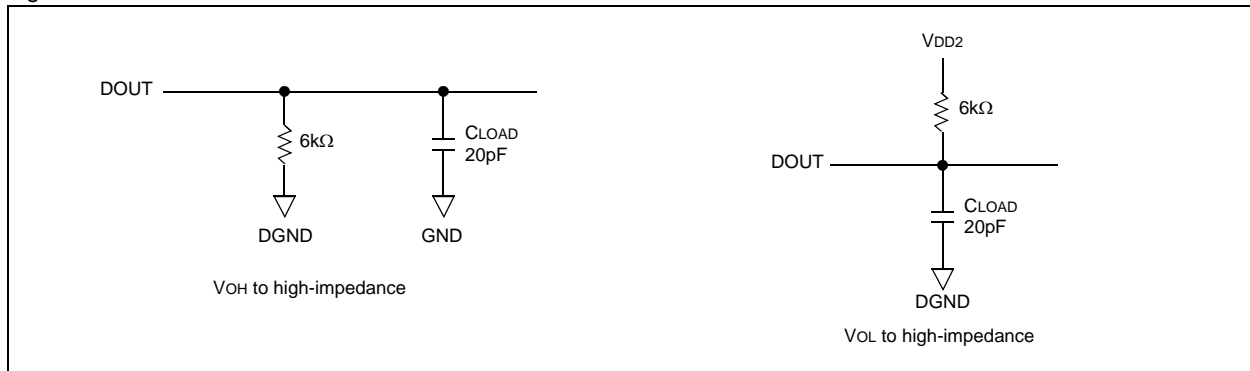 DOUT
6kΩ
CLOAD
20pF
DGND
GND
VOH to high-impedance
VDD2
6kΩ
DOUT
CLOAD
20pF
DGND
VOL to high-impedance